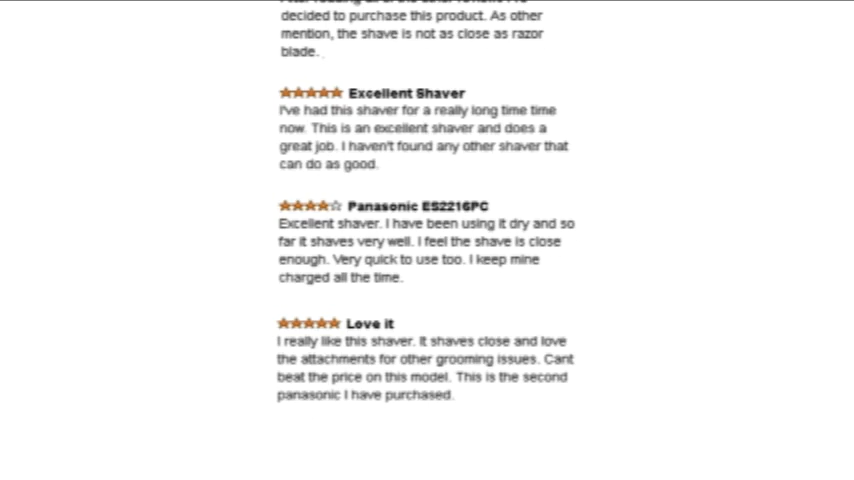 decided to purchase this product. As other
mention, the shave is not as close as razor
blade..
Excellent Shaver
I've had this shaver for a really long time time
now. This is an excellent shaver and does a
great job. I haven't found any other shaver that
can do as good.
Panasonic ES2216PC
Excellent shaver. I have been using it dry and so
far it shaves very well. I feel the shave is close
enough. Very quick to use too. I keep mine
charged all the time.
Love it
I really like this shaver. It shaves close and love
the attachments for other grooming issues. Cant
beat the price on this model. This is the second
panasonic I have purchased.